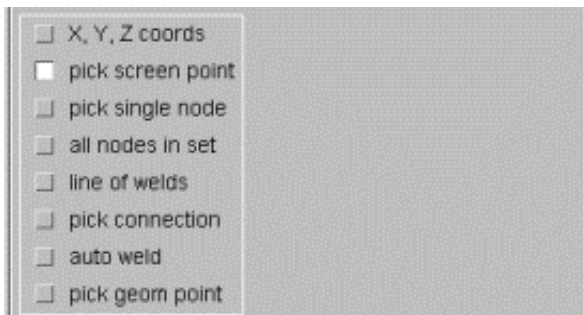 X, Y, Z coords
pick screen point
pick single node
all nodes in set
line of welds
pick connection
auto weld
pick geom point